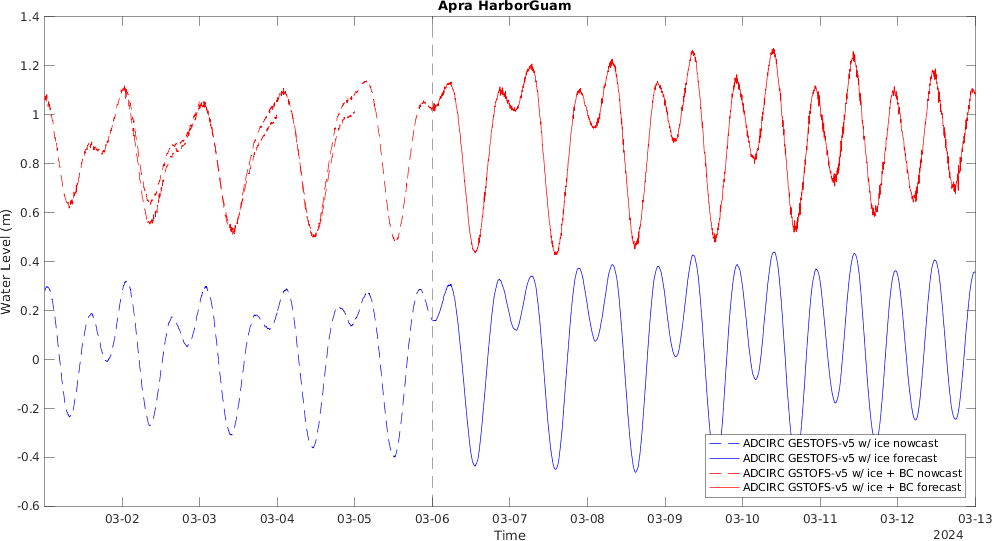 Apra HarborGuam
1.4
1.2
1
0.8
0.6
0.4
0.2
0
-0.2
-0.4
-0.6
Water Level (m)
ADCIRC GESTOFS-v5 w/ ice nowcast
ADCIRC GESTOFS-v5 w/ ice forecast
ADCIRC GSTOFS-v5 w/ ice + BC nowcast
ADCIRC GSTOFS-v5 w/ ice + BC forecast
03-02 03-03 03-04 03-05 03-06 03-07 03-08 03-09 03-10 03-11 03-12 03-13
Time
2024